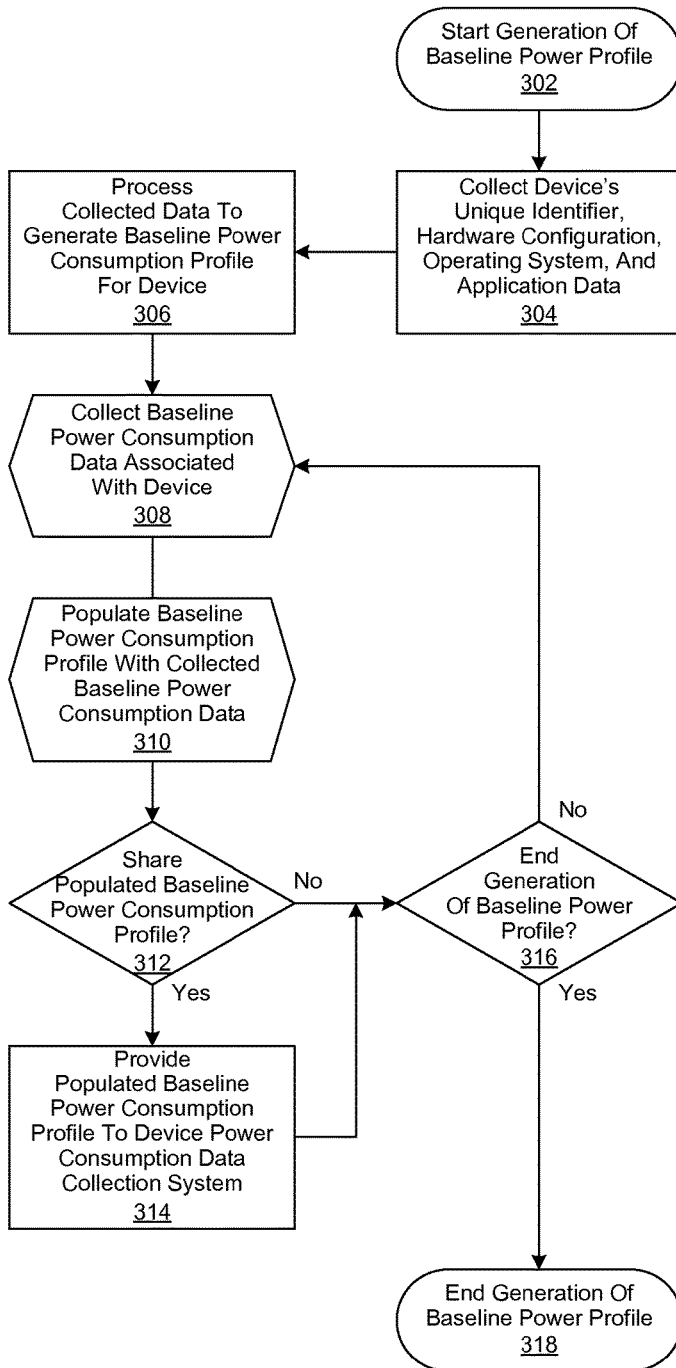 Start Generation Of
Baseline Power Profile
302
Collect Device's
Unique Identifier,
Hardware Configuration,
Operating System, And
Application Data
304
Process
Collected Data To
Generate Baseline Power
Consumption Profile
For Device
306
Collect Baseline
Power Consumption
Data Associated
With Device
308
Populate Baseline
Power Consumption
Profile With Collected
Baseline Power
Consumption Data
310
Share
Populated Baseline
Power Consumption
Profile?
312
No
Yes
Provide
Populated Baseline
Power Consumption
Profile To Device Power
Consumption Data
Collection System
314
No
End
Generation
Of Baseline Power
Profile?
316
Yes
End Generation Of
Baseline Power Profile
318